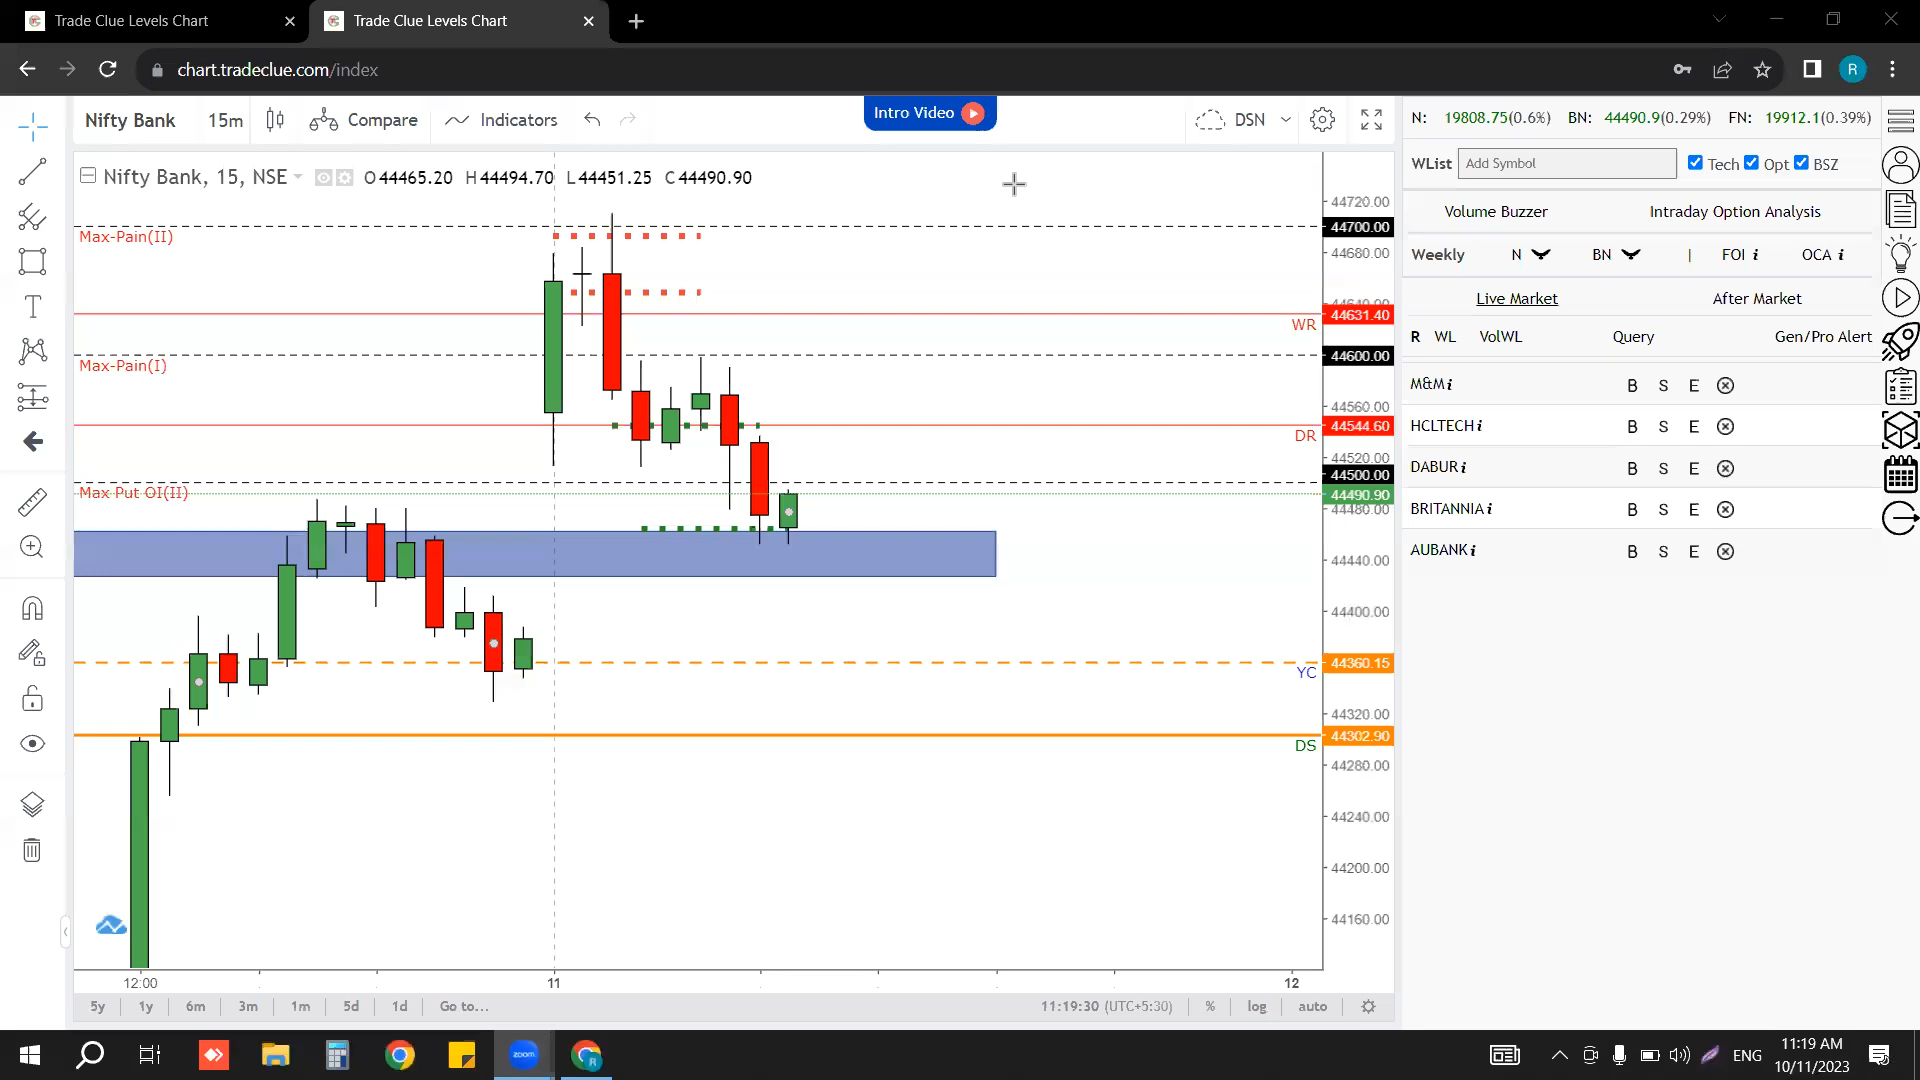 Trade Clue Levels Chart
Trade Clue Levels Chart
chart.tradeclue.com/index
R
Nifty Bank 15m Compare Indicators
Intro Video
DSN
Nifty Bank, 15, NSE O44465.20 H44494.70 L44451.25 C44490.90
Max-Pain(II)
Max-Pain(I)
Max Put OI(II)
WR
DR
YC
DS
44720.00
44700.00
44680.00
44640.00
44631.40
44600.00
44560.00
44544.60
44520.00
44500.00
44490.90
44480.00
44440.00
44400.00
44360.15
44320.00
44302.90
44280.00
44240.00
44200.00
44160.00
12:00 11 12
5y 1y 6m 3m 1m 5d 1d Go to... 11:19:30 (UTC+5:30) % log auto
N: 19808.75(0.6%) BN: 44490.9(0.29%) FN: 19912.1(0.39%)
WList Add Symbol Tech Opt BSZ
Volume Buzzer Intraday Option Analysis
Weekly N BN | FOI i OCA i
Live Market After Market
R WL VolWL Query Gen/Pro Alert
M&M i B S E
HCLTECH i B S E
DABUR i B S E
BRITANNIA i B S E
AUBANK i B S E
zoom
R
ENG
11:19 AM
10/11/2023